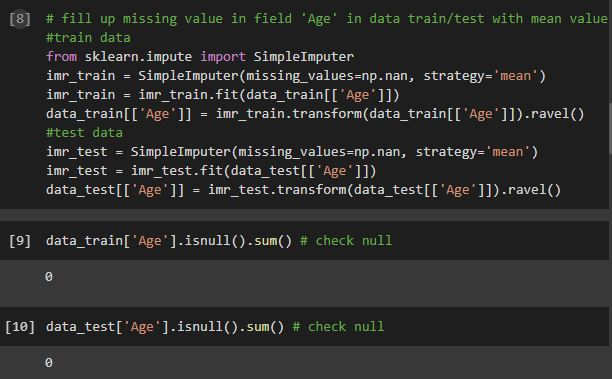 [8] # fill up missing value in field 'Age' in data train/test with mean value
#train data
from sklearn.impute import SimpleImputer
imr_train = SimpleImputer(missing_values=np.nan, strategy='mean')
imr_train = imr_train.fit(data_train[['Age']])
data_train[['Age']] = imr_train.transform(data_train[['Age']]).ravel()
#test data
imr_test = SimpleImputer(missing_values=np.nan, strategy='mean')
imr_test = imr_test.fit(data_test[['Age']])
data_test[['Age']] = imr_test.transform(data_test[['Age']]).ravel()
[9] data_train['Age'].isnull().sum() # check null
0
[10] data_test['Age'].isnull().sum() # check null
0